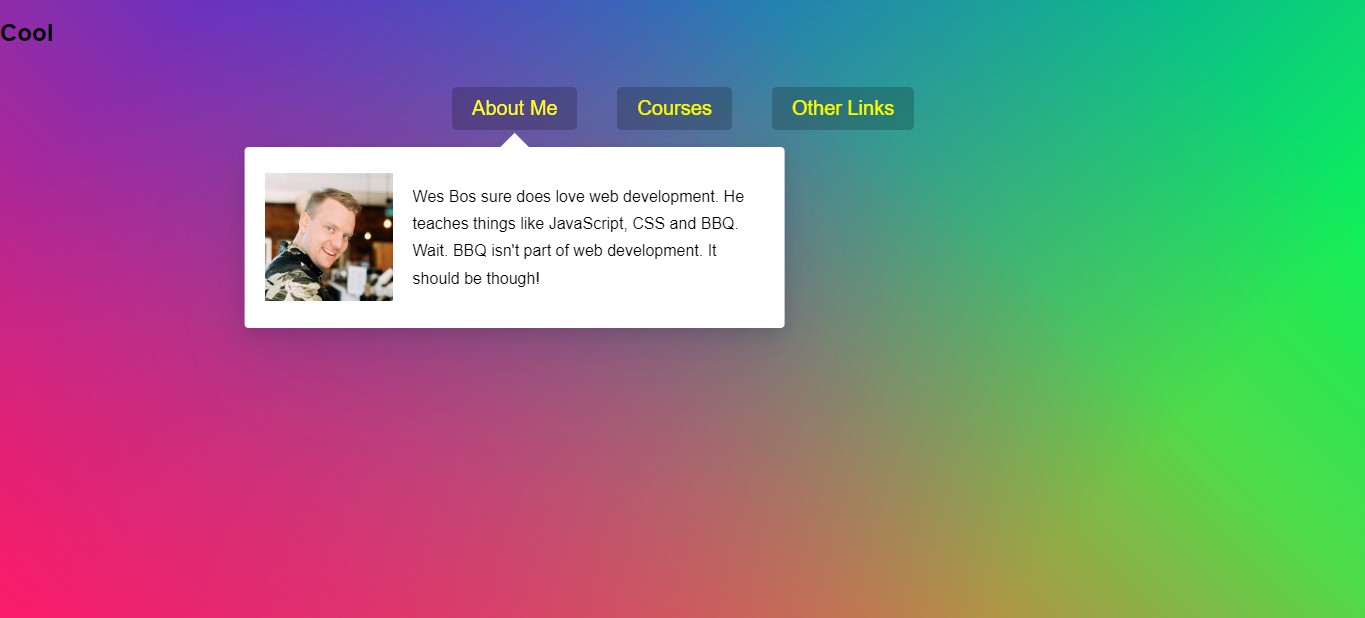 Cool
About Me
Courses
Other Links
Wes Bos sure does love web development. He
teaches things like JavaScript, CSS and BBQ.
Wait. BBQ isn't part of web development. It
should be though!